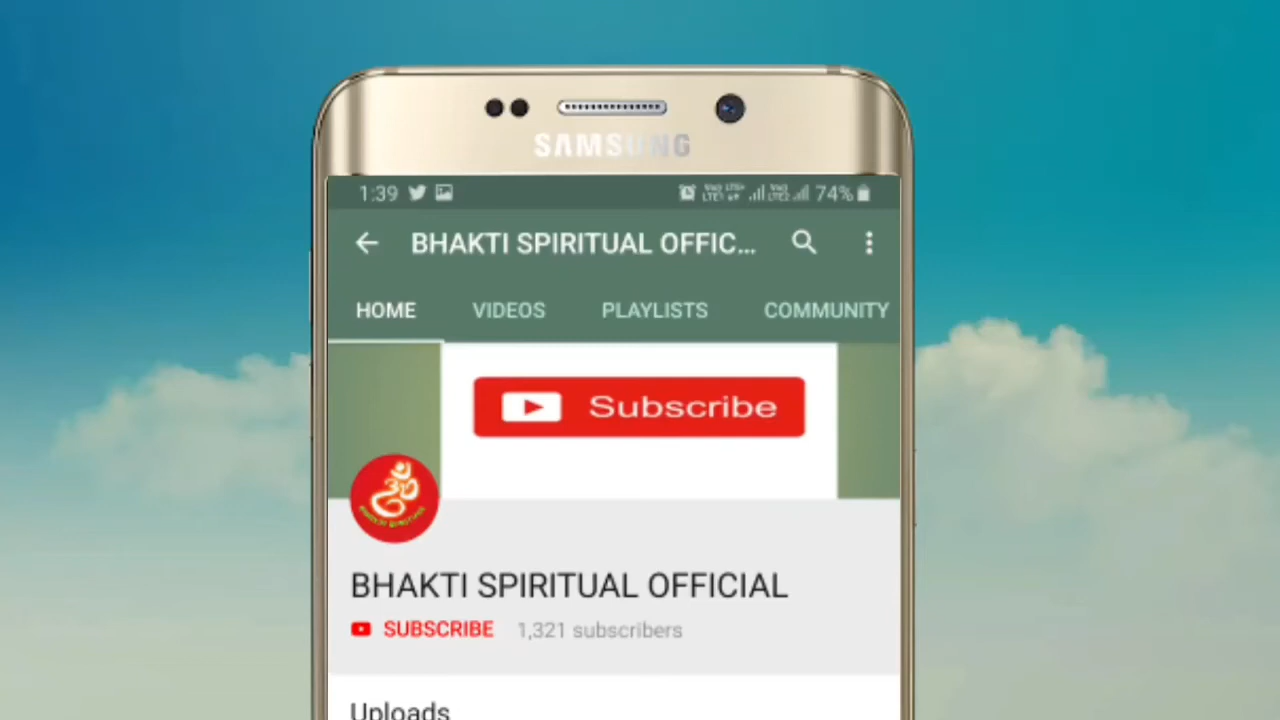 SAMSUNG
1:39 74%
BHAKTI SPIRITUAL OFFIC...
HOME VIDEOS PLAYLISTS COMMUNITY
Subscribe
BHAKTI SPIRITUAL OFFICIAL
SUBSCRIBE 1,321 subscribers
Uploads